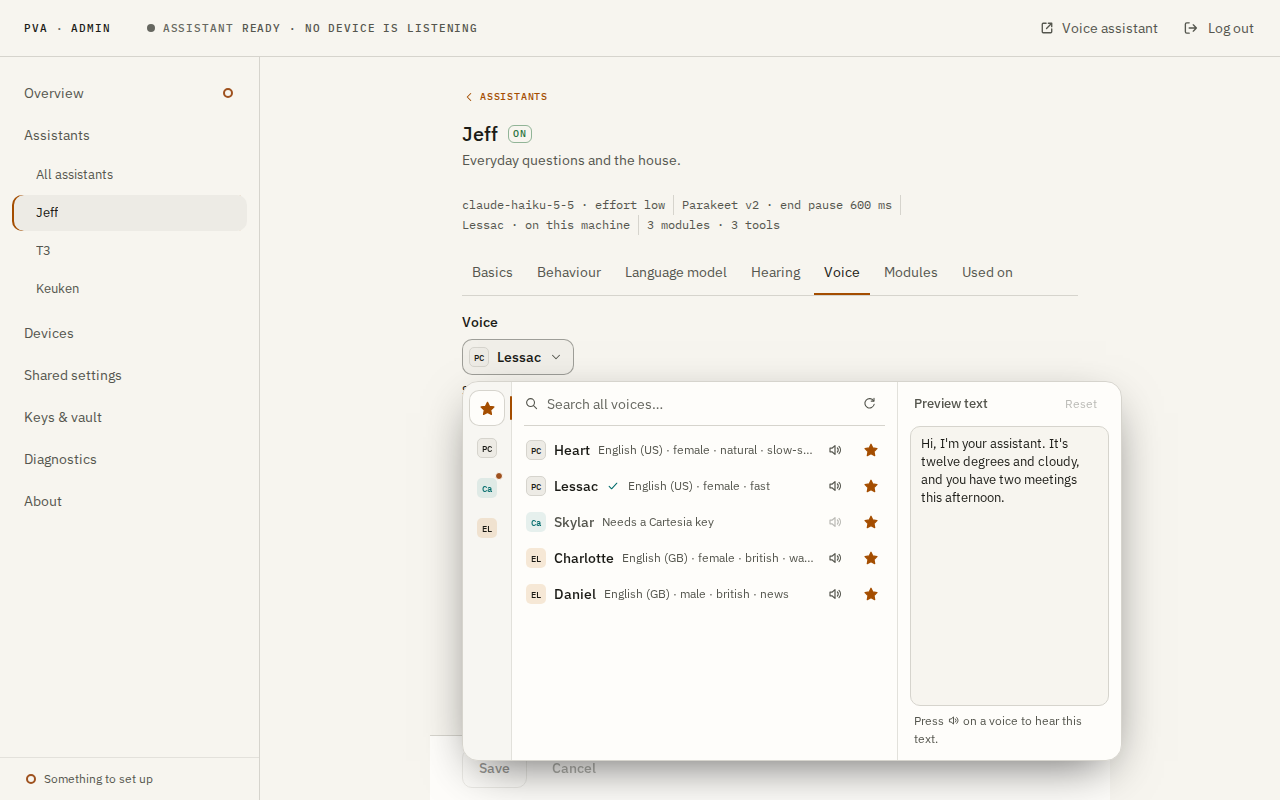 PVA · ADMIN
ASSISTANT READY · NO DEVICE IS LISTENING
Voice assistant
Log out
Overview
Assistants
All assistants
Jeff
T3
Keuken
Devices
Shared settings
Keys & vault
Diagnostics
About
Something to set up
ASSISTANTS
Jeff ON
Everyday questions and the house.
claude-haiku-5-5 · effort low Parakeet v2 · end pause 600 ms
Lessac · on this machine 3 modules · 3 tools
Basics Behaviour Language model Hearing Voice Modules Used on
Voice
PC Lessac
PC
Ca
EL
Search all voices...
PC Heart English (US) · female · natural · slow-s...
PC Lessac English (US) · female · fast
Ca Skylar Needs a Cartesia key
EL Charlotte English (GB) · female · british · wa...
EL Daniel English (GB) · male · british · news
Preview text Reset
Hi, I'm your assistant. It's
twelve degrees and cloudy,
and you have two meetings
this afternoon.
Press on a voice to hear this
text.
Save Cancel